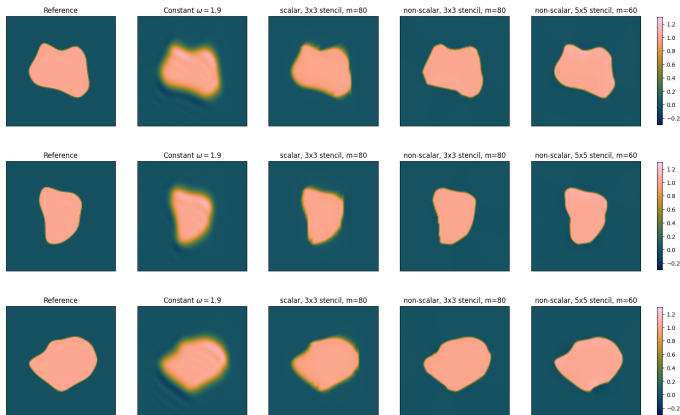 Reference
Constant ω = 1.9
scalar, 3x3 stencil, m=80
non-scalar, 3x3 stencil, m=80
non-scalar, 5x5 stencil, m=60
1.2
1.0
0.8
0.6
0.4
0.2
0.0
−0.2
Reference
Constant ω = 1.9
scalar, 3x3 stencil, m=80
non-scalar, 3x3 stencil, m=80
non-scalar, 5x5 stencil, m=60
1.2
1.0
0.8
0.6
0.4
0.2
0.0
−0.2
Reference
Constant ω = 1.9
scalar, 3x3 stencil, m=80
non-scalar, 3x3 stencil, m=80
non-scalar, 5x5 stencil, m=60
1.2
1.0
0.8
0.6
0.4
0.2
0.0
−0.2